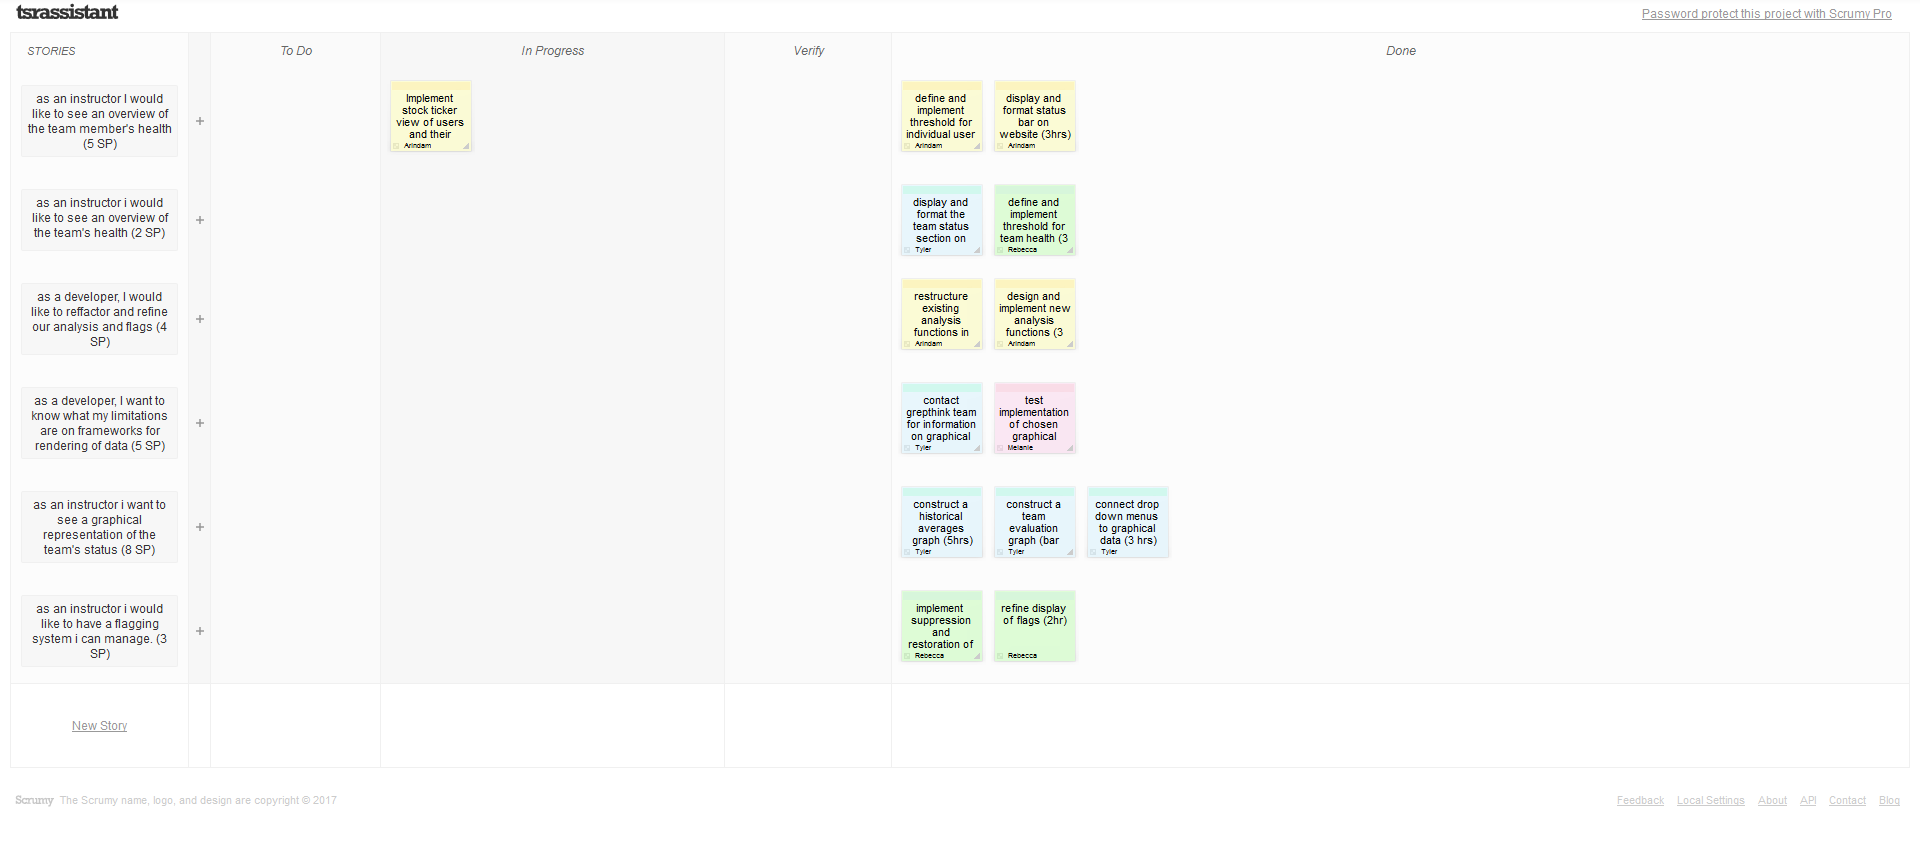 tsrassistant
Password protect this project with Scrumy Pro
STORIES
To Do
In Progress
Verify
Done
as an instructor I would
like to see an overview of
the team member's health
(5 SP)
+
Implement
stock ticker
view of users
and their
Arindam
define and
implement
threshold for
individual user
Arindam
display and
format status
bar on
website (3hrs)
Arindam
as an instructor i would
like to see an overview of
the team's health (2 SP)
+
display and
format the
team status
section on
Tyler
define and
implement
threshold for
team health (3
Rebecca
as a developer, I would
like to reffactor and refine
our analysis and flags (4
SP)
+
restructure
existing
analysis
functions in
Arindam
design and
implement new
analysis
functions (3
Arindam
as a developer, I want to
know what my limitations
are on frameworks for
rendering of data (5 SP)
+
contact
grepthink team
for information
on graphical
Tyler
test
implementation
of chosen
graphical
Melanie
as an instructor i want to
see a graphical
representation of the
team's status (8 SP)
+
construct a
historical
averages
graph (5hrs)
Tyler
construct a
team
evaluation
graph (bar
Tyler
connect drop
down menus
to graphical
data (3 hrs)
Tyler
as an instructor i would
like to have a flagging
system i can manage. (3
SP)
+
implement
suppression
and
restoration of
Rebecca
refine display
of flags (2hr)
Rebecca
New Story
Scrumy The Scrumy name, logo, and design are copyright © 2017
Feedback Local Settings About API Contact Blog